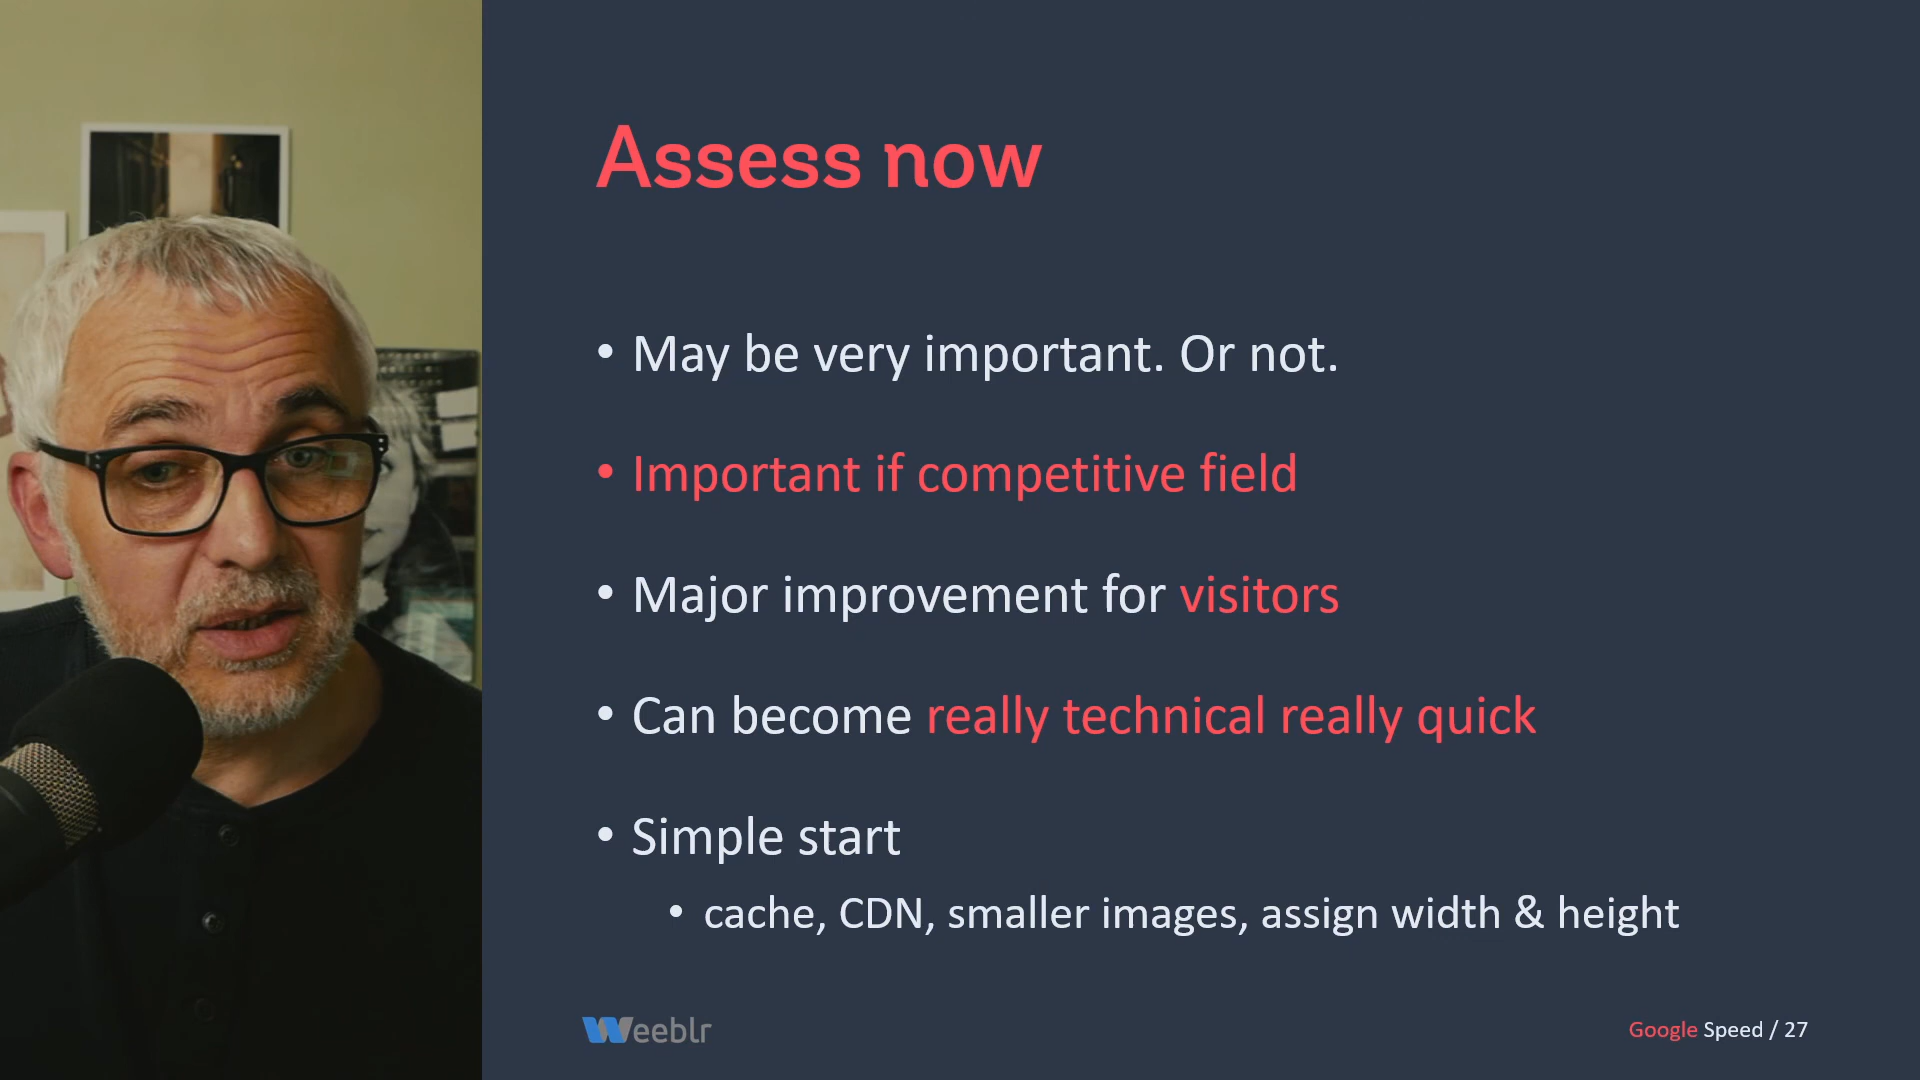 Assess now
• May be very important. Or not.
• Important if competitive field
• Major improvement for visitors
• Can become really technical really quick
• Simple start
• cache, CDN, smaller images, assign width & height
Weeblr
Google Speed / 27